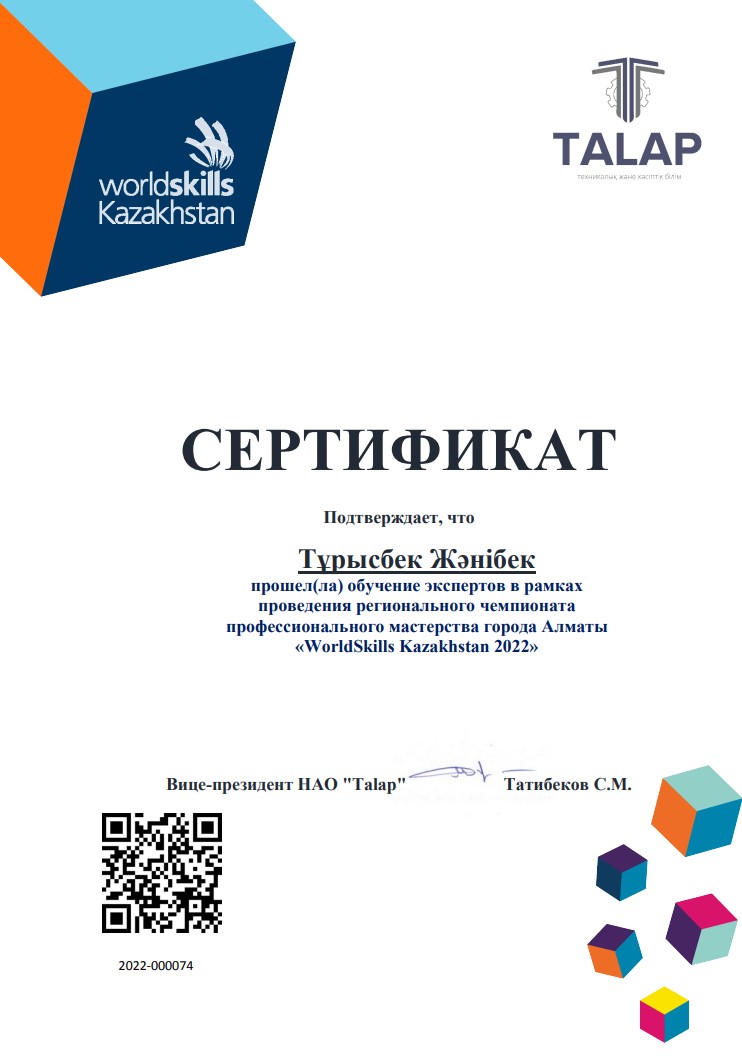 worldskills
Kazakhstan
TALAP
техникалық және кәсіптік білім
СЕРТИФИКАТ
Подтверждает, что
Тұрысбек Жәнібек
прошел(ла) обучение экспертов в рамках
проведения регионального чемпионата
профессионального мастерства города Алматы
«WorldSkills Kazakhstan 2022»
Вице-президент НАО "Talap" Татибеков С.М.
2022-000074